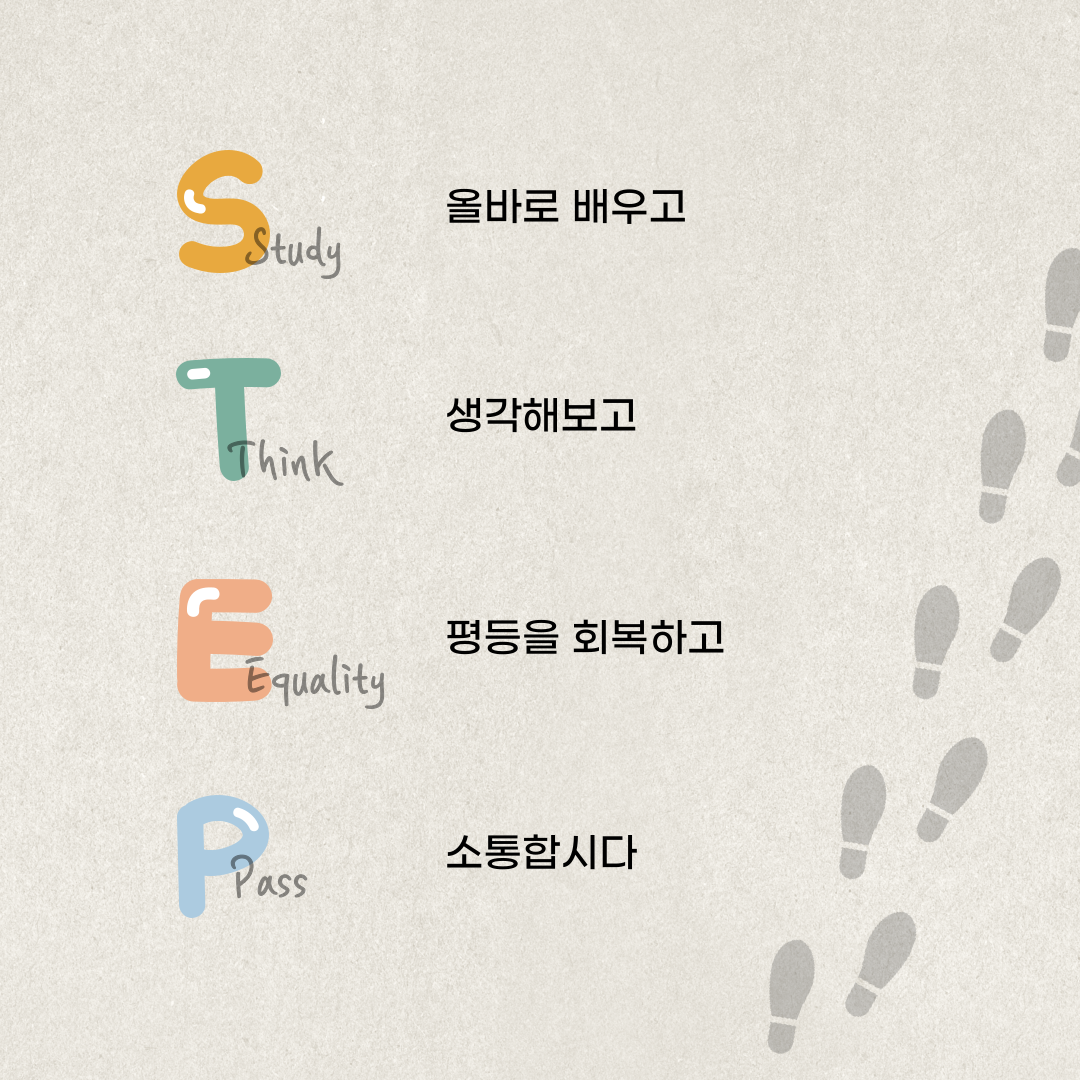 S
Study
올바로 배우고
T
Think
생각해보고
E
Equality
평등을 회복하고
P
Pass
소통합시다